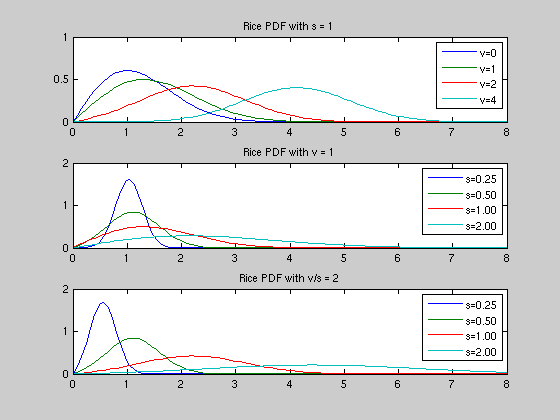 Rice PDF with s = 1
1
0.5
0
v=0
v=1
v=2
v=4
0 1 2 3 4 5 6 7 8
Rice PDF with v = 1
2
1
0
s=0.25
s=0.50
s=1.00
s=2.00
0 1 2 3 4 5 6 7 8
Rice PDF with v/s = 2
2
1
0
s=0.25
s=0.50
s=1.00
s=2.00
0 1 2 3 4 5 6 7 8